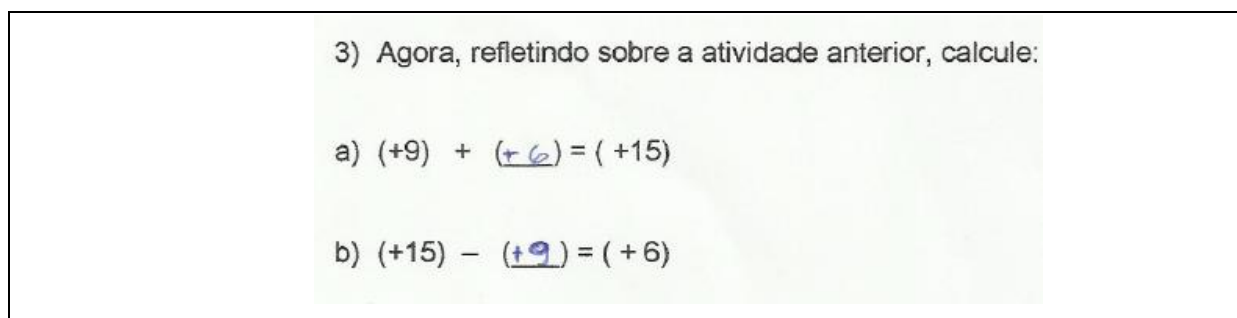 3) Agora, refletindo sobre a atividade anterior, calcule:
a) (+9) + (+6) = ( +15)
b) (+15) − (+9) = ( + 6)